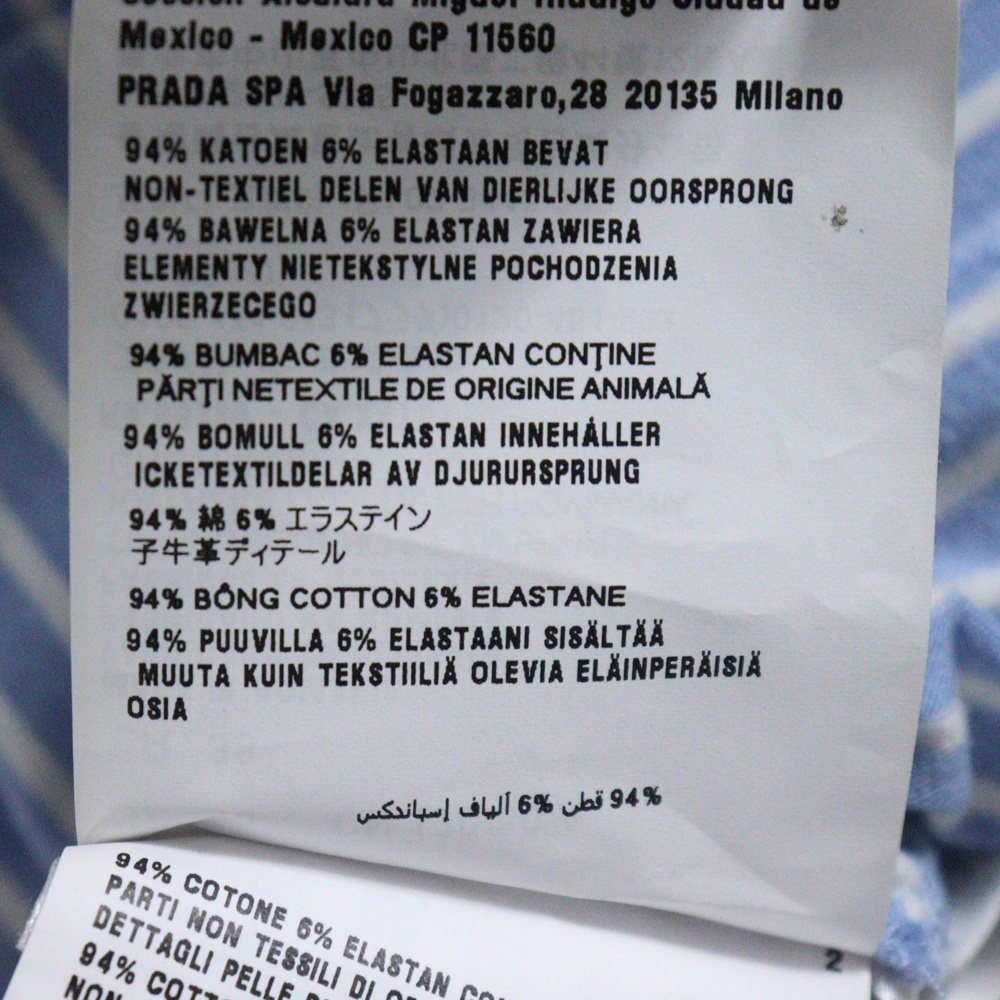 Mexico - Mexico CP 11560
PRADA SPA Via Fogazzaro,28 20135 Milano
94% KATOEN 6% ELASTAAN BEVAT
NON-TEXTIEL DELEN VAN DIERLIJKE OORSPRONG
94% BAWELNA 6% ELASTAN ZAWIERA
ELEMENTY NIETEKSTYLNE POCHODZENIA
ZWIERZECEGO
94% BUMBAC 6% ELASTAN CONŢINE
PĂRŢI NETEXTILE DE ORIGINE ANIMALĂ
94% BOMULL 6% ELASTAN INNEHÅLLER
ICKETEXTILDELAR AV DJURURSPRUNG
94% 綿 6% エラステイン
子牛革ディテール
94% BÔNG COTTON 6% ELASTANE
94% PUUVILLA 6% ELASTAANI SISÄLTÄÄ
MUUTA KUIN TEKSTIILIÄ OLEVIA ELÄINPERÄISIÄ
OSIA
94% قطن 6% ألياف إسباندكس
94% COTONE 6% ELASTAN
PARTI NON TESSILI DI
DETTAGLI PELLE
2
94%